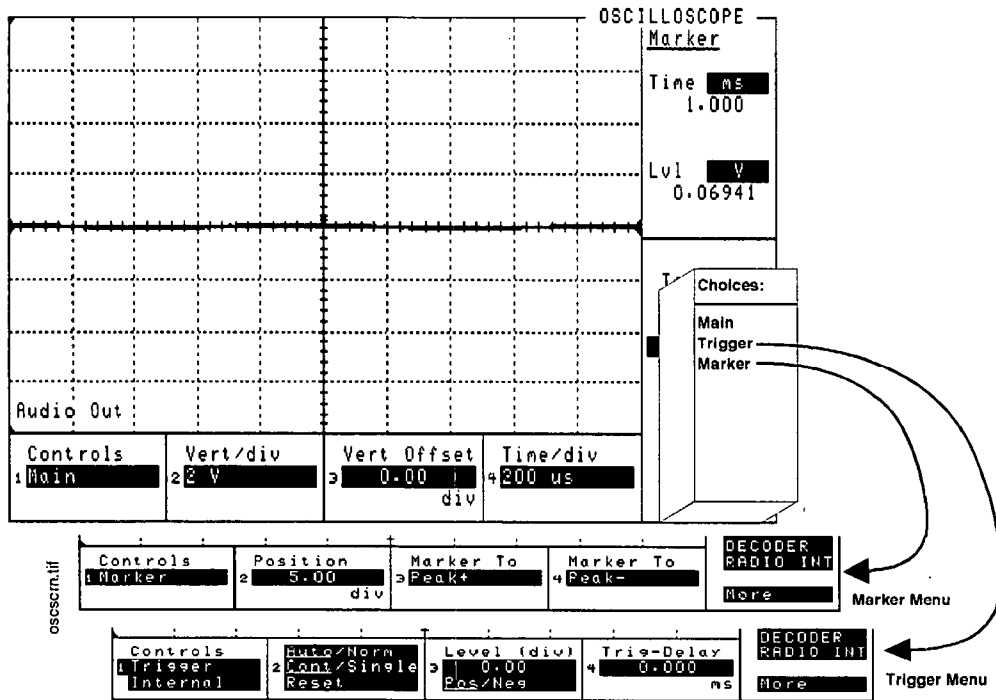 OSCILLOSCOPE
Marker
Time ms
1.000
Lvl V
0.06941
Choices:
Main
Trigger
Marker
Audio Out
Controls
1 Main
Vert/div
2 2 V
Vert Offset
3 0.00
div
Time/div
4 200 us
oscscrn.tif
Controls
1 Marker
Position
2 5.00
div
Marker To
3 Peak+
Marker To
4 Peak-
DECODER
RADIO INT
More
Marker Menu
Controls
1 Trigger
Internal
2 Auto/Norm
Cont/Single
Reset
Level (div)
3 0.00
Pos/Neg
Trig-Delay
4 0.000
ms
DECODER
RADIO INT
More
Trigger Menu